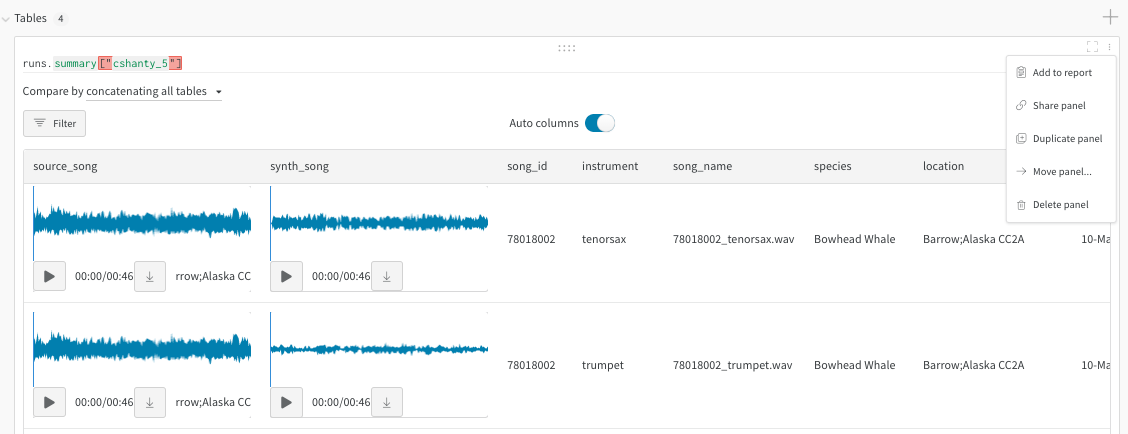 Tables 4
runs.summary["cshanty_5"]
Compare by concatenating all tables
Filter
Auto columns
Add to report
Share panel
Duplicate panel
Move panel...
Delete panel
source_song synth_song song_id instrument song_name species location
78018002 tenorsax 78018002_tenorsax.wav Bowhead Whale Barrow;Alaska CC2A 10-Ma
00:00/00:46 rrow;Alaska CC 00:00/00:46
78018002 trumpet 78018002_trumpet.wav Bowhead Whale Barrow;Alaska CC2A 10-Ma
00:00/00:46 rrow;Alaska CC 00:00/00:46